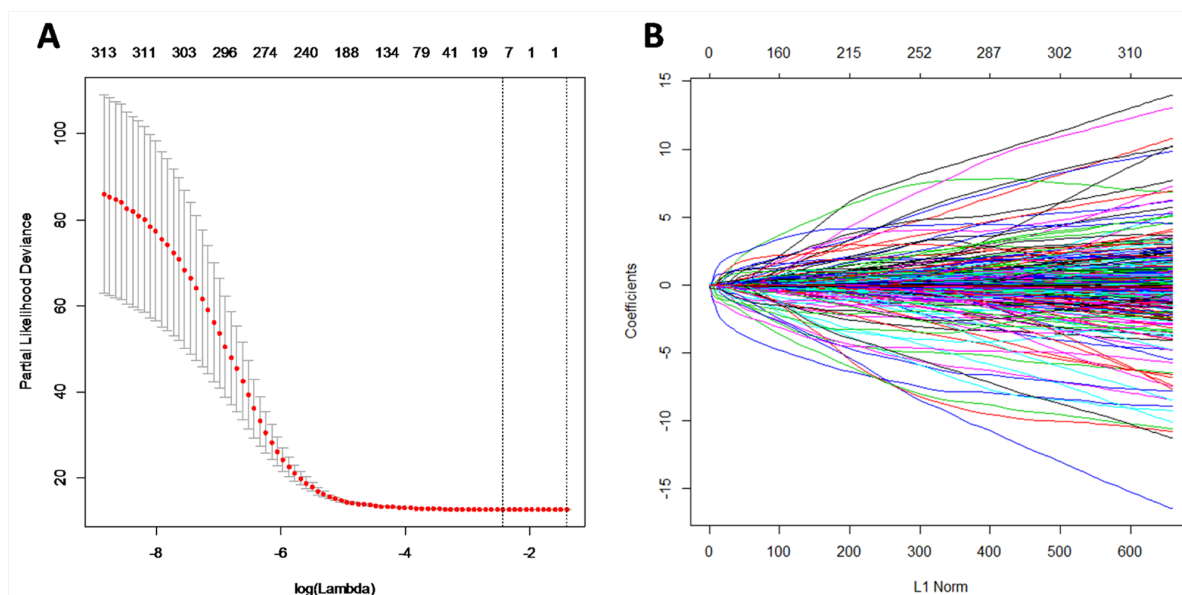 A
313 311 303 296 274 240 188 134 79 41 19 7 1 1
Partial Likelihood Deviance
100
80
60
40
20
-8 -6 -4 -2
log(Lambda)
B
0 160 215 252 287 302 310
Coefficients
15
10
5
0
-5
-10
-15
0 100 200 300 400 500 600
L1 Norm